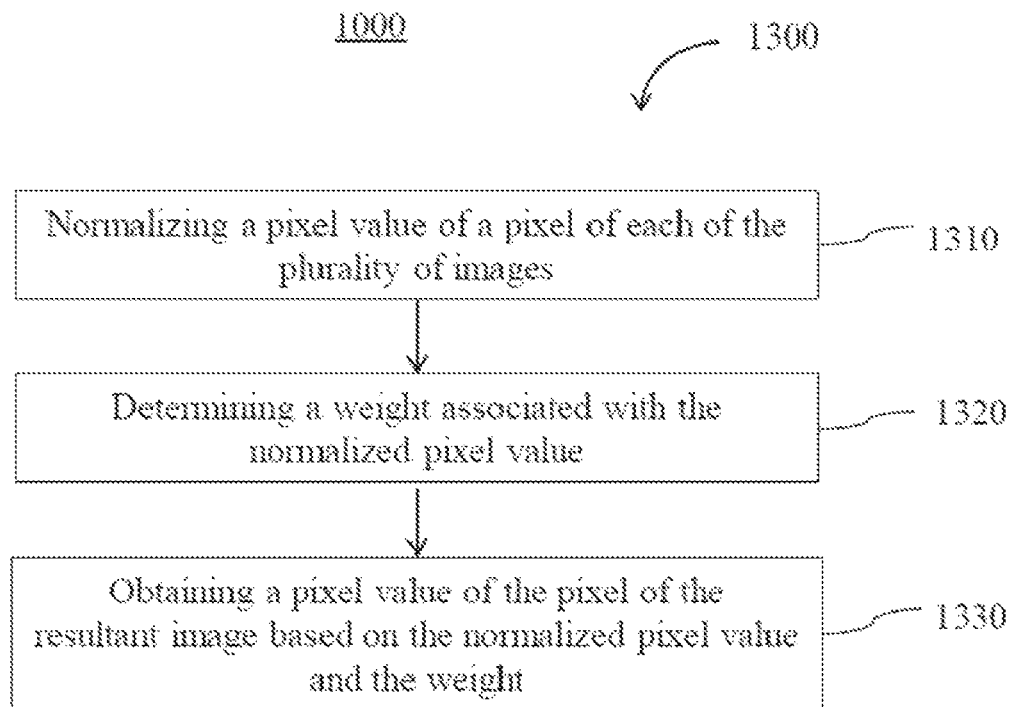 1000
1300
Normalizing a pixel value of a pixel of each of the
plurality of images
1310
Determining a weight associated with the
normalized pixel value
1320
Obtaining a pixel value of the pixel of the
resultant image based on the normalized pixel value
and the weight
1330